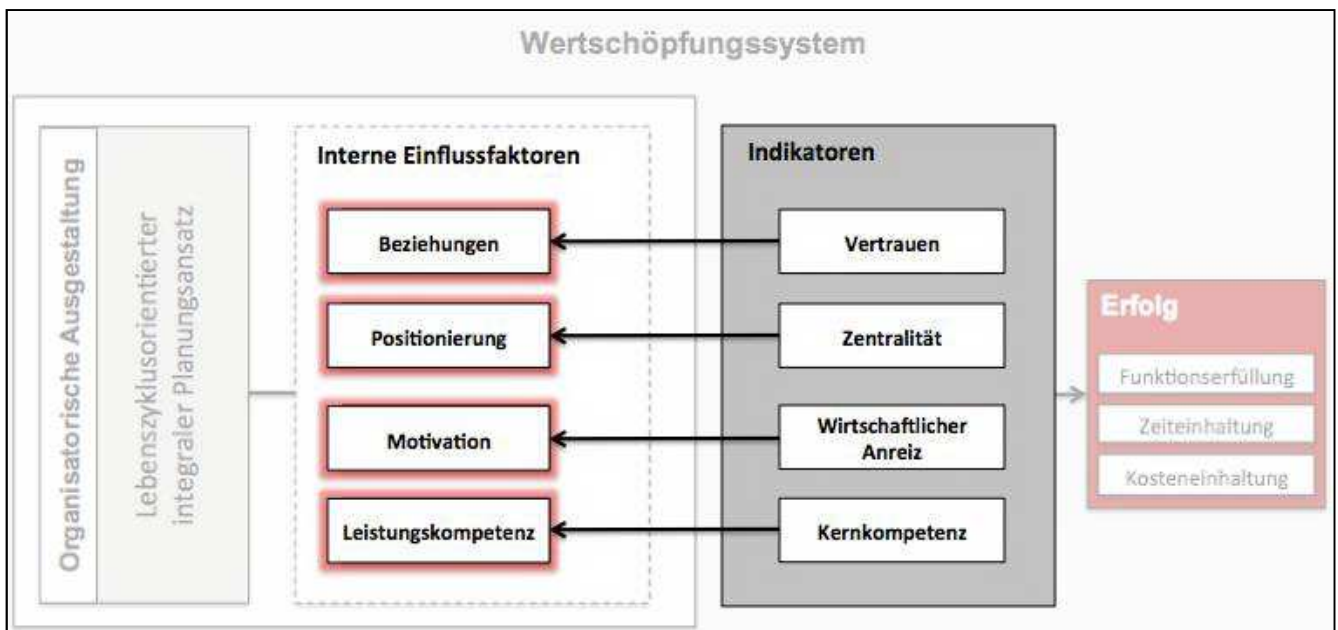 Wertschöpfungssystem
Organisatorische Ausgestaltung
Lebenszyklusorientierter
integraler Planungsansatz
Interne Einflussfaktoren
Beziehungen
Positionierung
Motivation
Leistungskompetenz
Indikatoren
Vertrauen
Zentralität
Wirtschaftlicher
Anreiz
Kernkompetenz
Erfolg
Funktionserfüllung
Zeiteinhaltung
Kosteneinhaltung